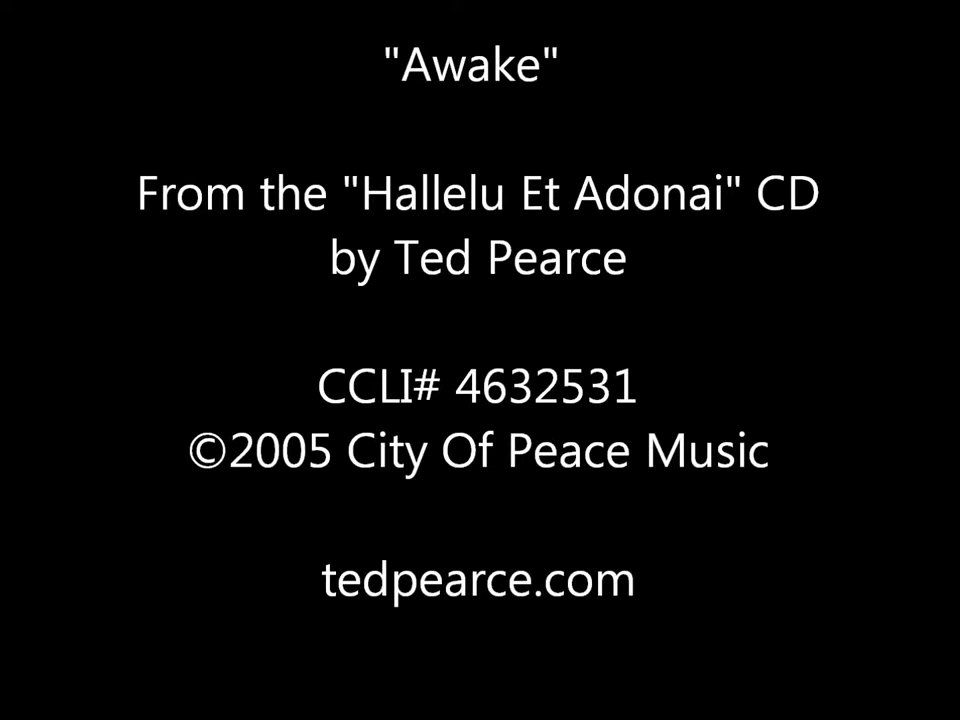 "Awake"
From the "Hallelu Et Adonai" CD
by Ted Pearce
CCLI# 4632531
©2005 City Of Peace Music
tedpearce.com